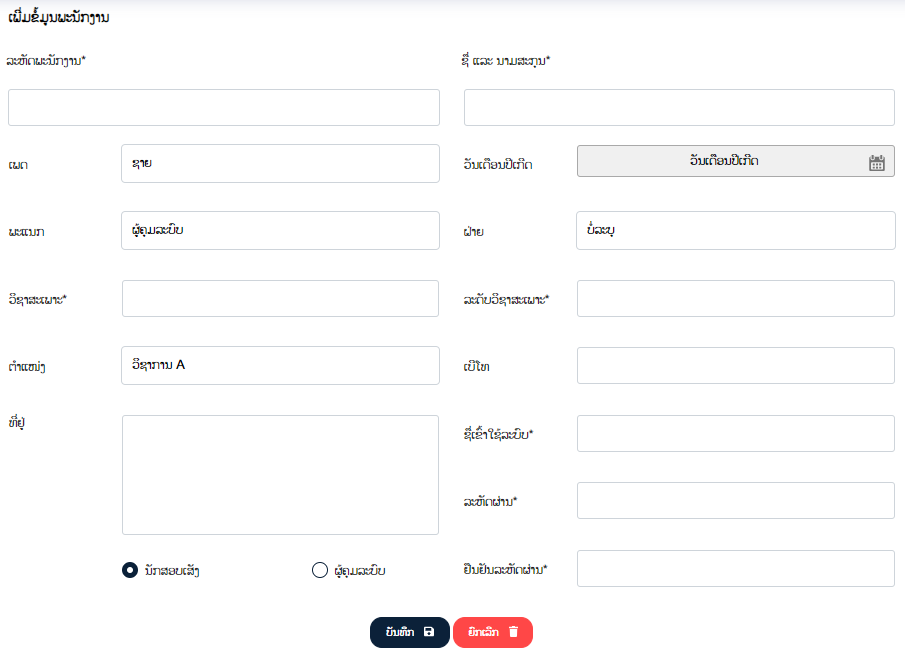 ເພີ່ມຂໍ້ມູນພະນັກງານ
ລະຫັດພະນັກງານ*
ຊື່ ແລະ ນາມສະກຸນ*
ເພດ
ຊາຍ
ວັນເດືອນປີເກີດ
ວັນເດືອນປີເກີດ
ພະແນກ
ຜູ້ຄຸມລະບົບ
ຝ່າຍ
ບໍ່ລະບຸ
ວິຊາສະເພາະ*
ລະດັບວິຊາສະເພາະ*
ຕຳແໜ່ງ
ວິຊາການ A
ເບີໂທ
ທີ່ຢູ່
ຊື່ເຂົ້າໃຊ້ລະບົບ*
ລະຫັດຜ່ານ*
ນັກສອບເສັງ
ຜູ້ຄຸມລະບົບ
ຢືນຢັນລະຫັດຜ່ານ*
ບັນທຶກ
ຍົກເລີກ